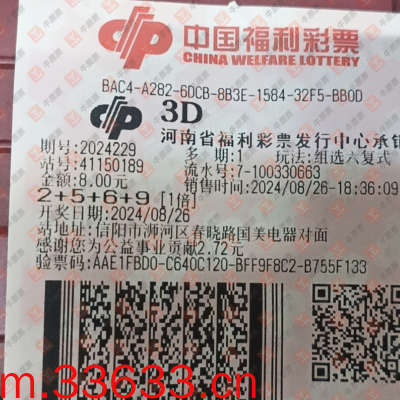 中国福利彩票
CHINA WELFARE LOTTERY
BAC4-A282-6DCB-8B3E-1584-32F5-BB0D
3D
河南省福利彩票发行中心承销
期号:2024229 多期:1 玩法:组选六复式
站号:41150189 流水号:7-100330663
金额:8.00元 销售时间:2024/08/26-18:36:09
2+5+6+9 [1倍]
开奖日期:2024/08/26
站地址:信阳市浉河区春晓路国美电器对面
感谢您为公益事业贡献2.72元
验票码:AAE1FBD0-C640C120-BFF9F8C2-B755F133
m.33633.cn